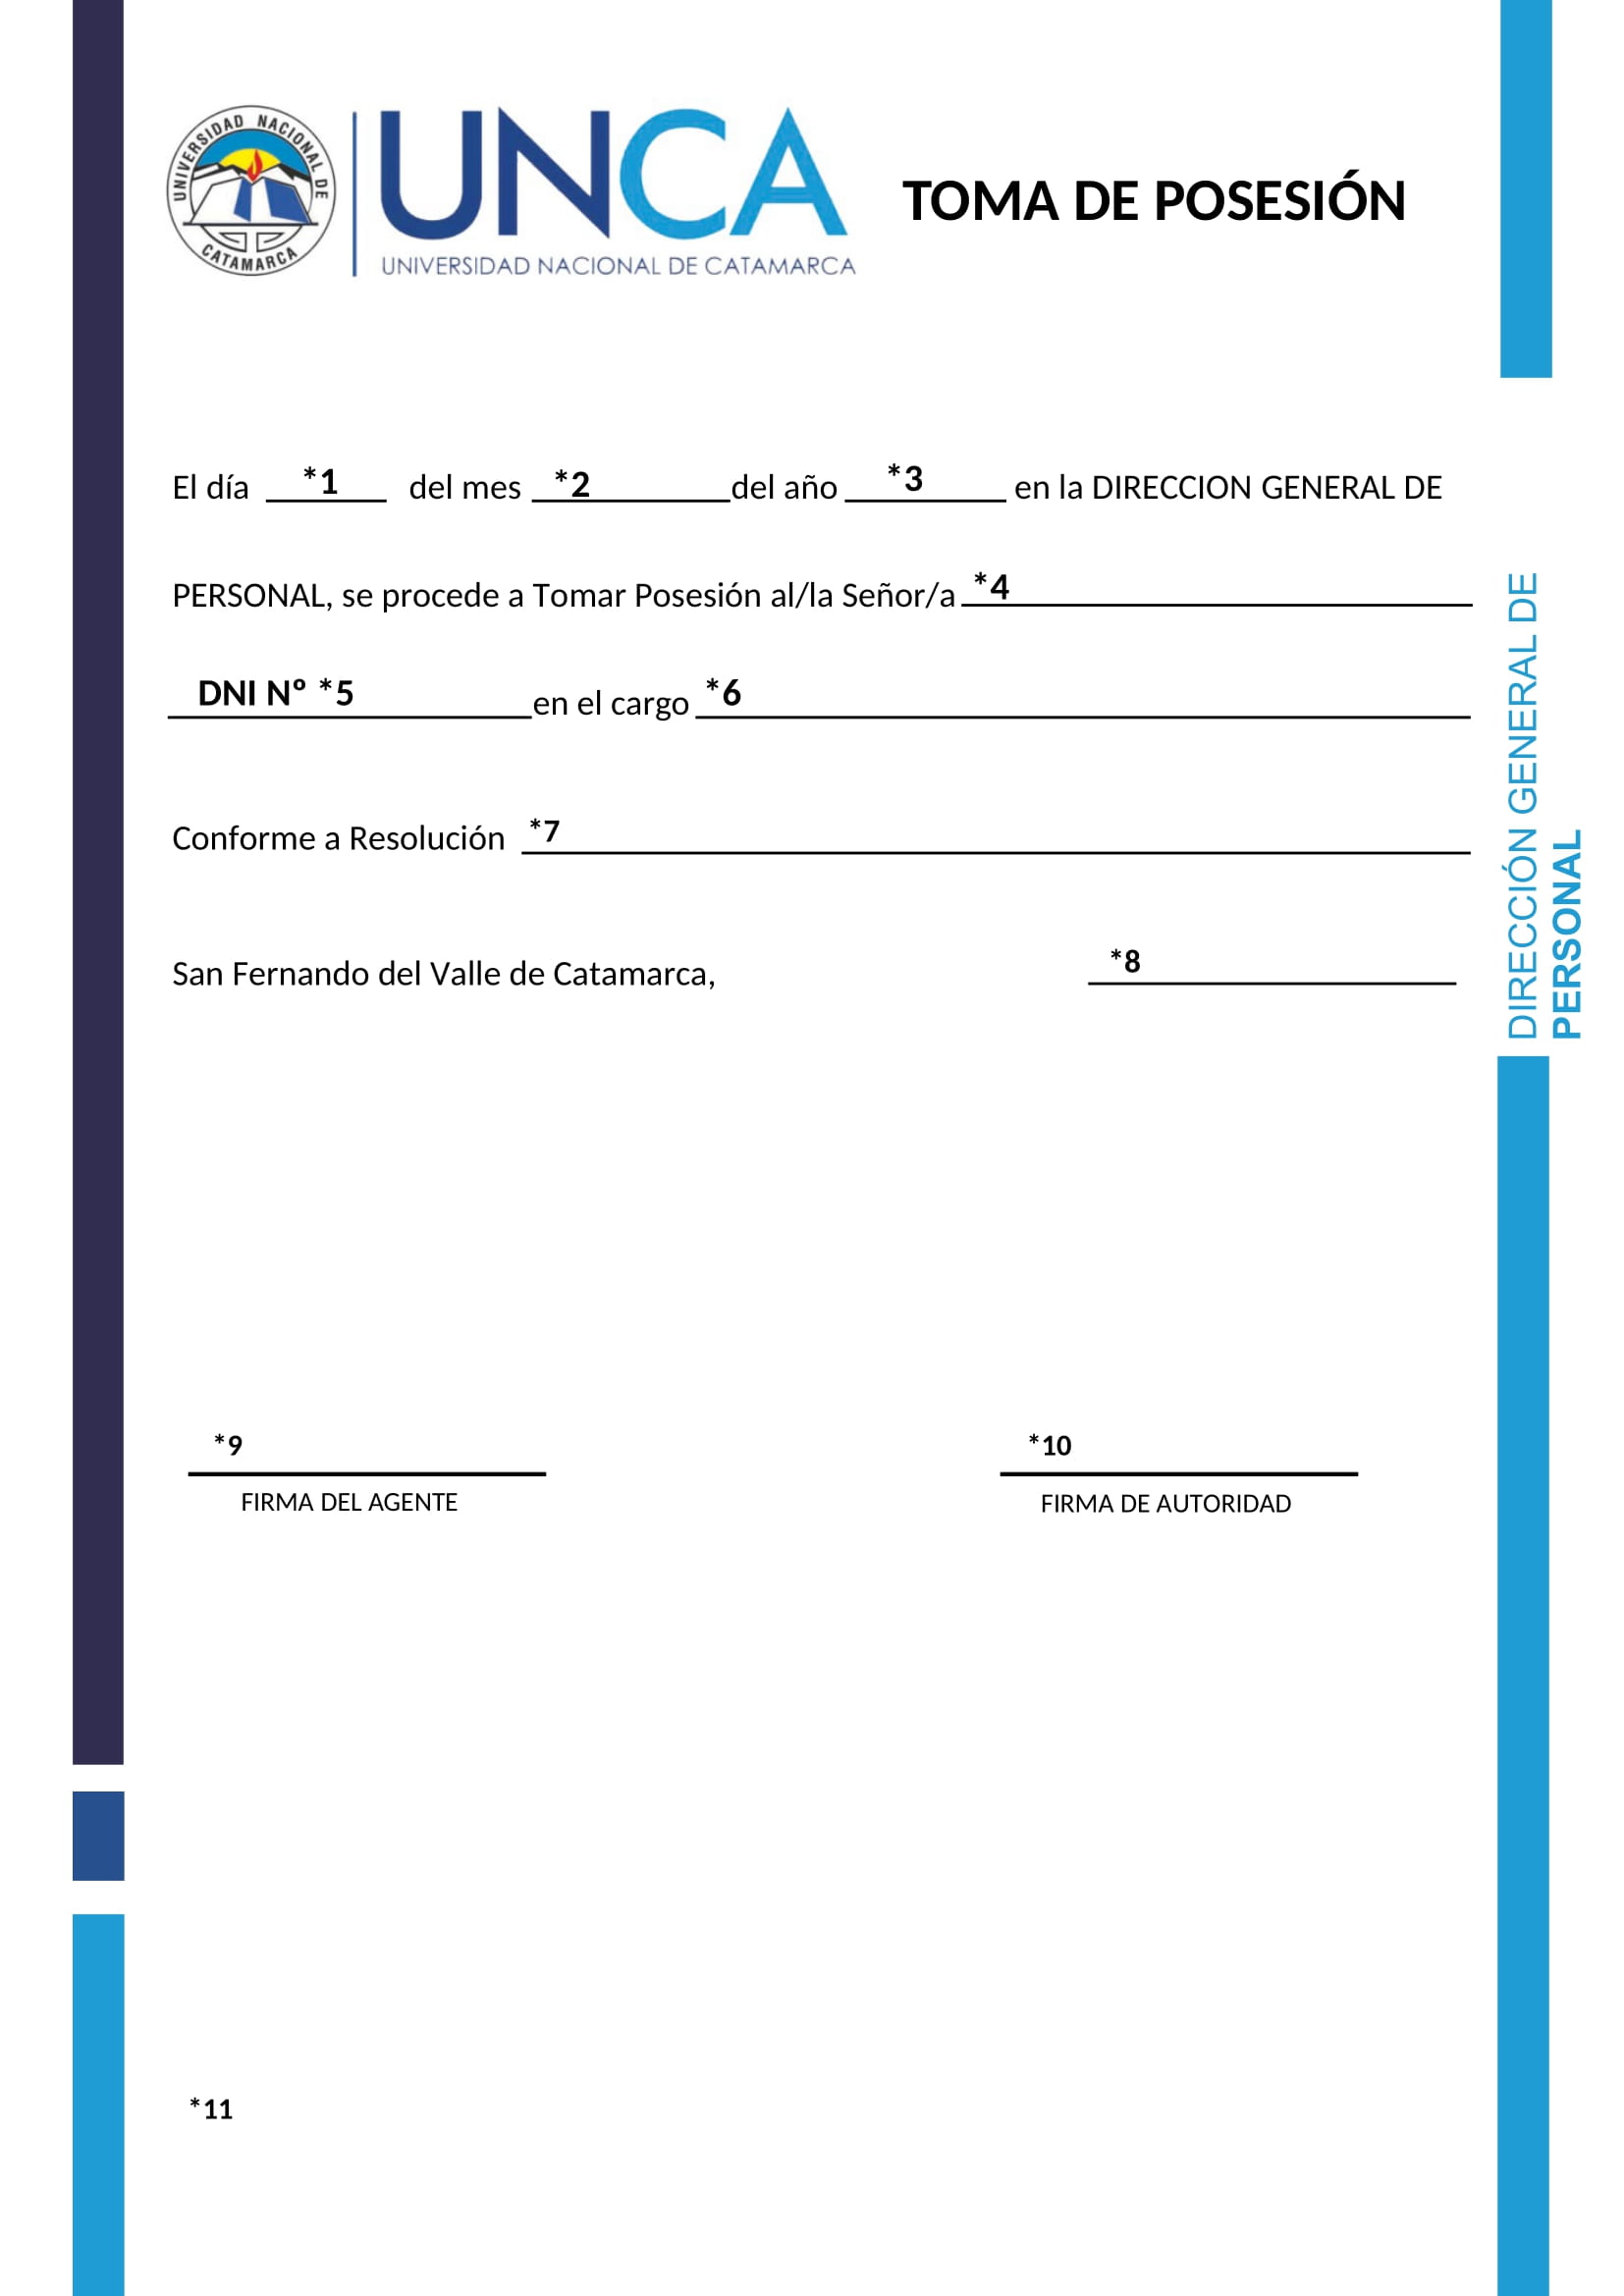 UNIVERSIDAD NACIONAL DE
CATAMARCA
UNCA
UNIVERSIDAD NACIONAL DE CATAMARCA
TOMA DE POSESIÓN
El día *1 del mes *2 del año *3 en la DIRECCION GENERAL DE
PERSONAL, se procede a Tomar Posesión al/la Señor/a *4
DNI Nº *5 en el cargo *6
Conforme a Resolución *7
San Fernando del Valle de Catamarca, *8
DIRECCIÓN GENERAL DE
PERSONAL
*9 *10
FIRMA DEL AGENTE FIRMA DE AUTORIDAD
*11